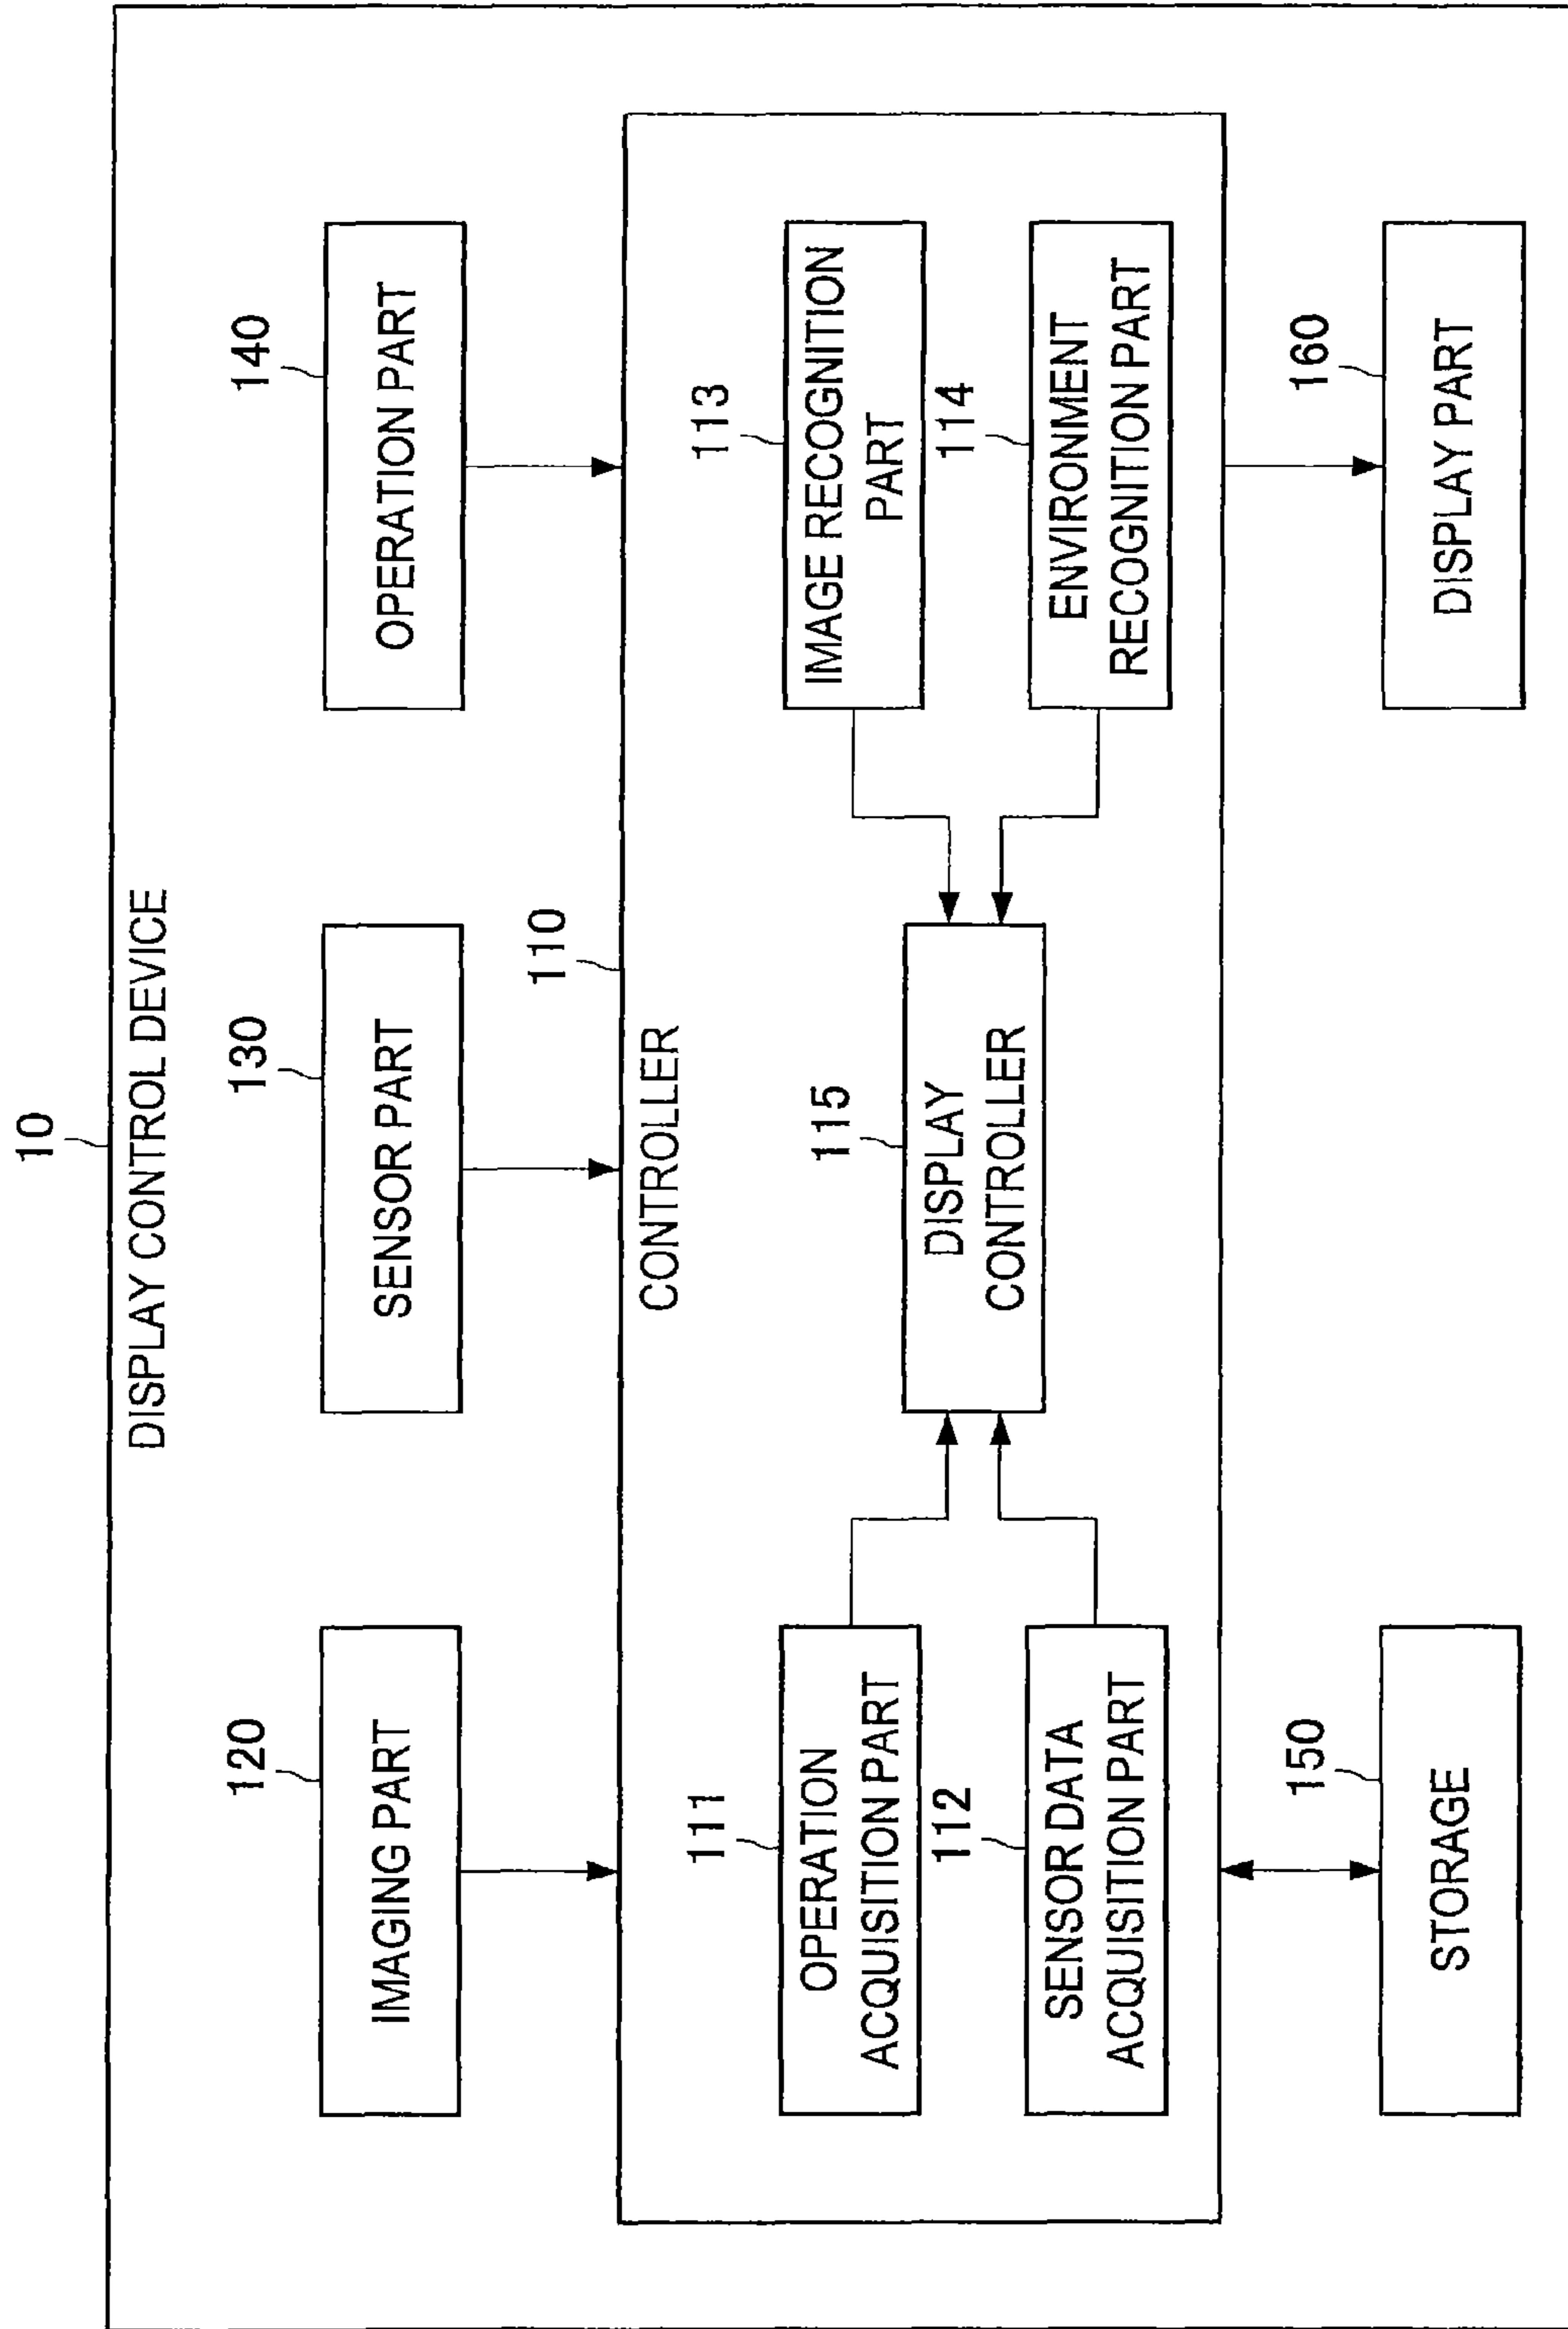 10
DISPLAY CONTROL DEVICE
120
IMAGING PART
130
SENSOR PART
140
OPERATION PART
110
CONTROLLER
111
OPERATION
ACQUISITION PART
112
SENSOR DATA
ACQUISITION PART
115
DISPLAY
CONTROLLER
113
IMAGE RECOGNITION
PART
114
ENVIRONMENT
RECOGNITION PART
150
STORAGE
160
DISPLAY PART